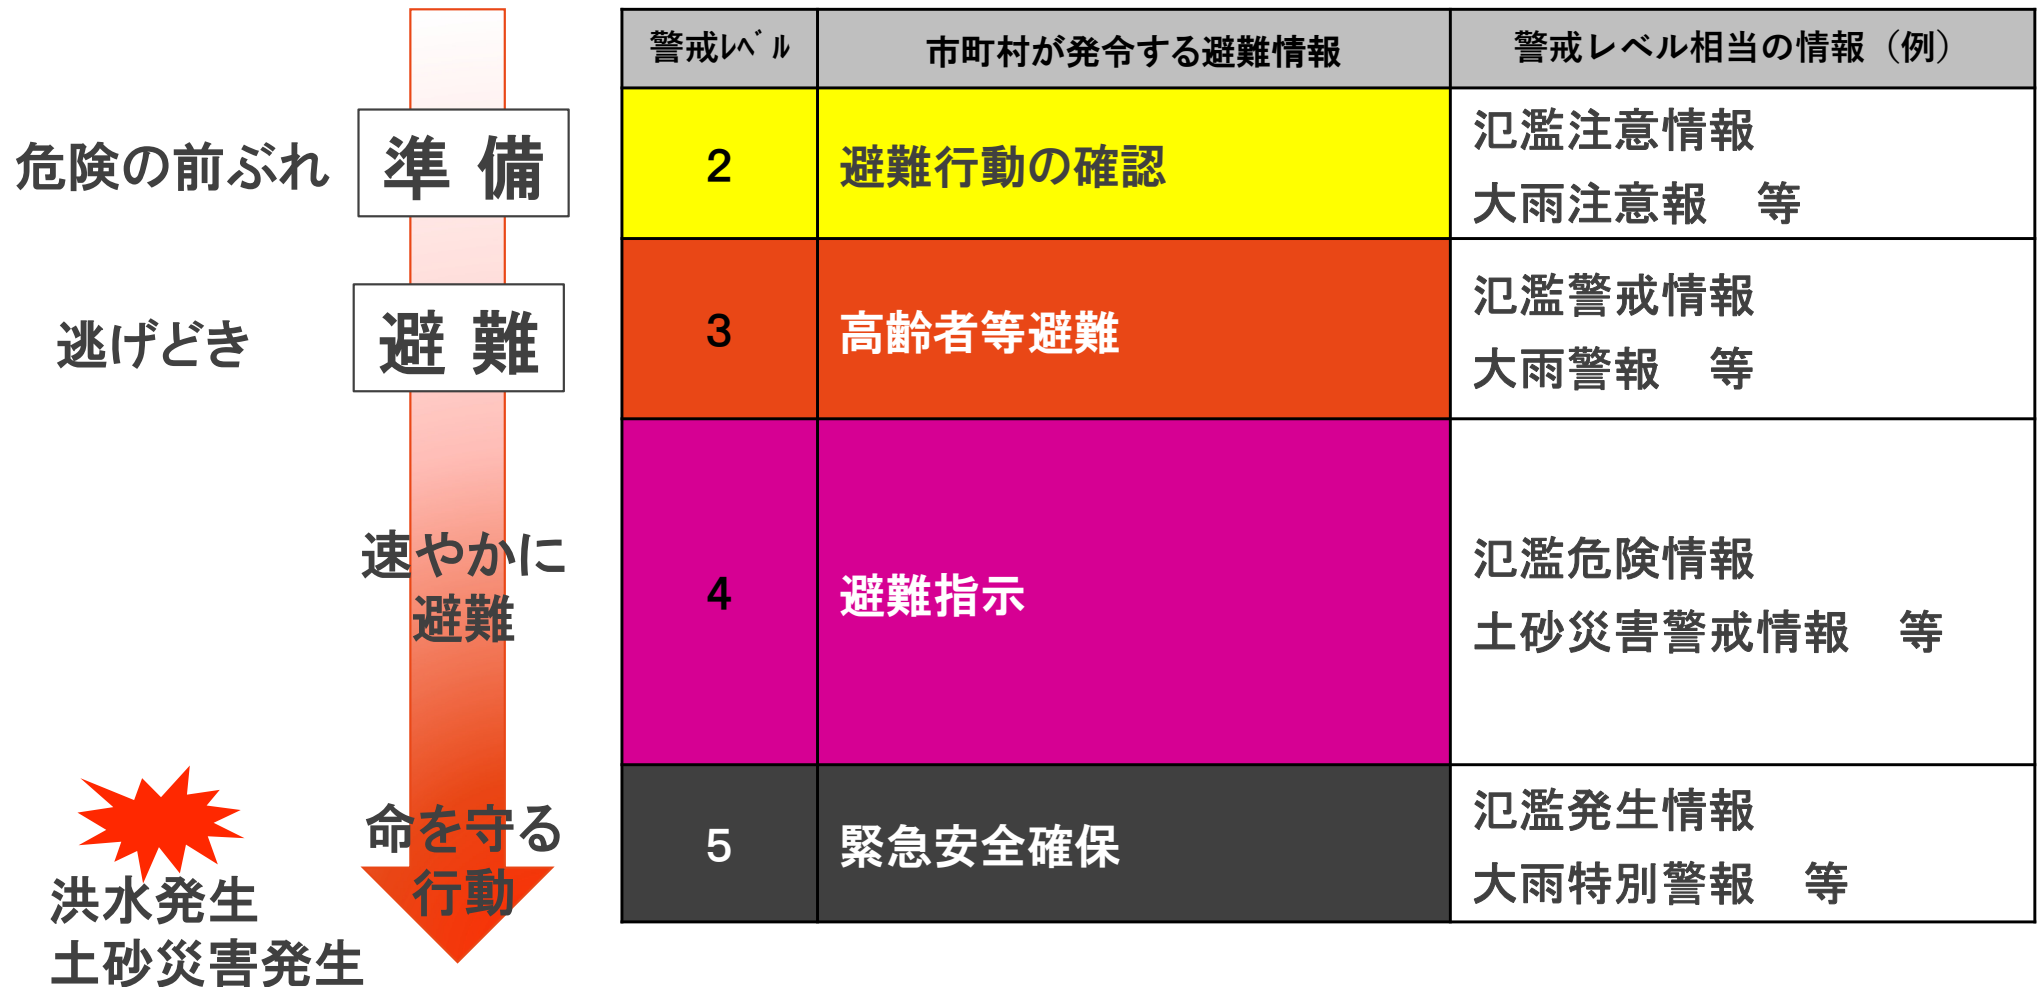 警戒ﾚﾍﾞﾙ
市町村が発令する避難情報
警戒レベル相当の情報（例）
危険の前ぶれ
準 備
2
避難行動の確認
氾濫注意情報
大雨注意報　等
逃げどき
避 難
3
高齢者等避難
氾濫警戒情報
大雨警報　等
速やかに
避難
4
避難指示
氾濫危険情報
土砂災害警戒情報　等
命を守る
行動
5
緊急安全確保
氾濫発生情報
大雨特別警報　等
洪水発生
土砂災害発生